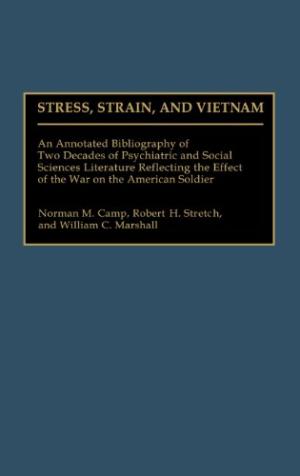 STRESS, STRAIN, AND VIETNAM
An Annotated Bibliography of
Two Decades of Psychiatric and Social
Sciences Literature Reflecting the Effect
of the War on the American Soldier
Norman M. Camp, Robert H. Stretch,
and William C. Marshall